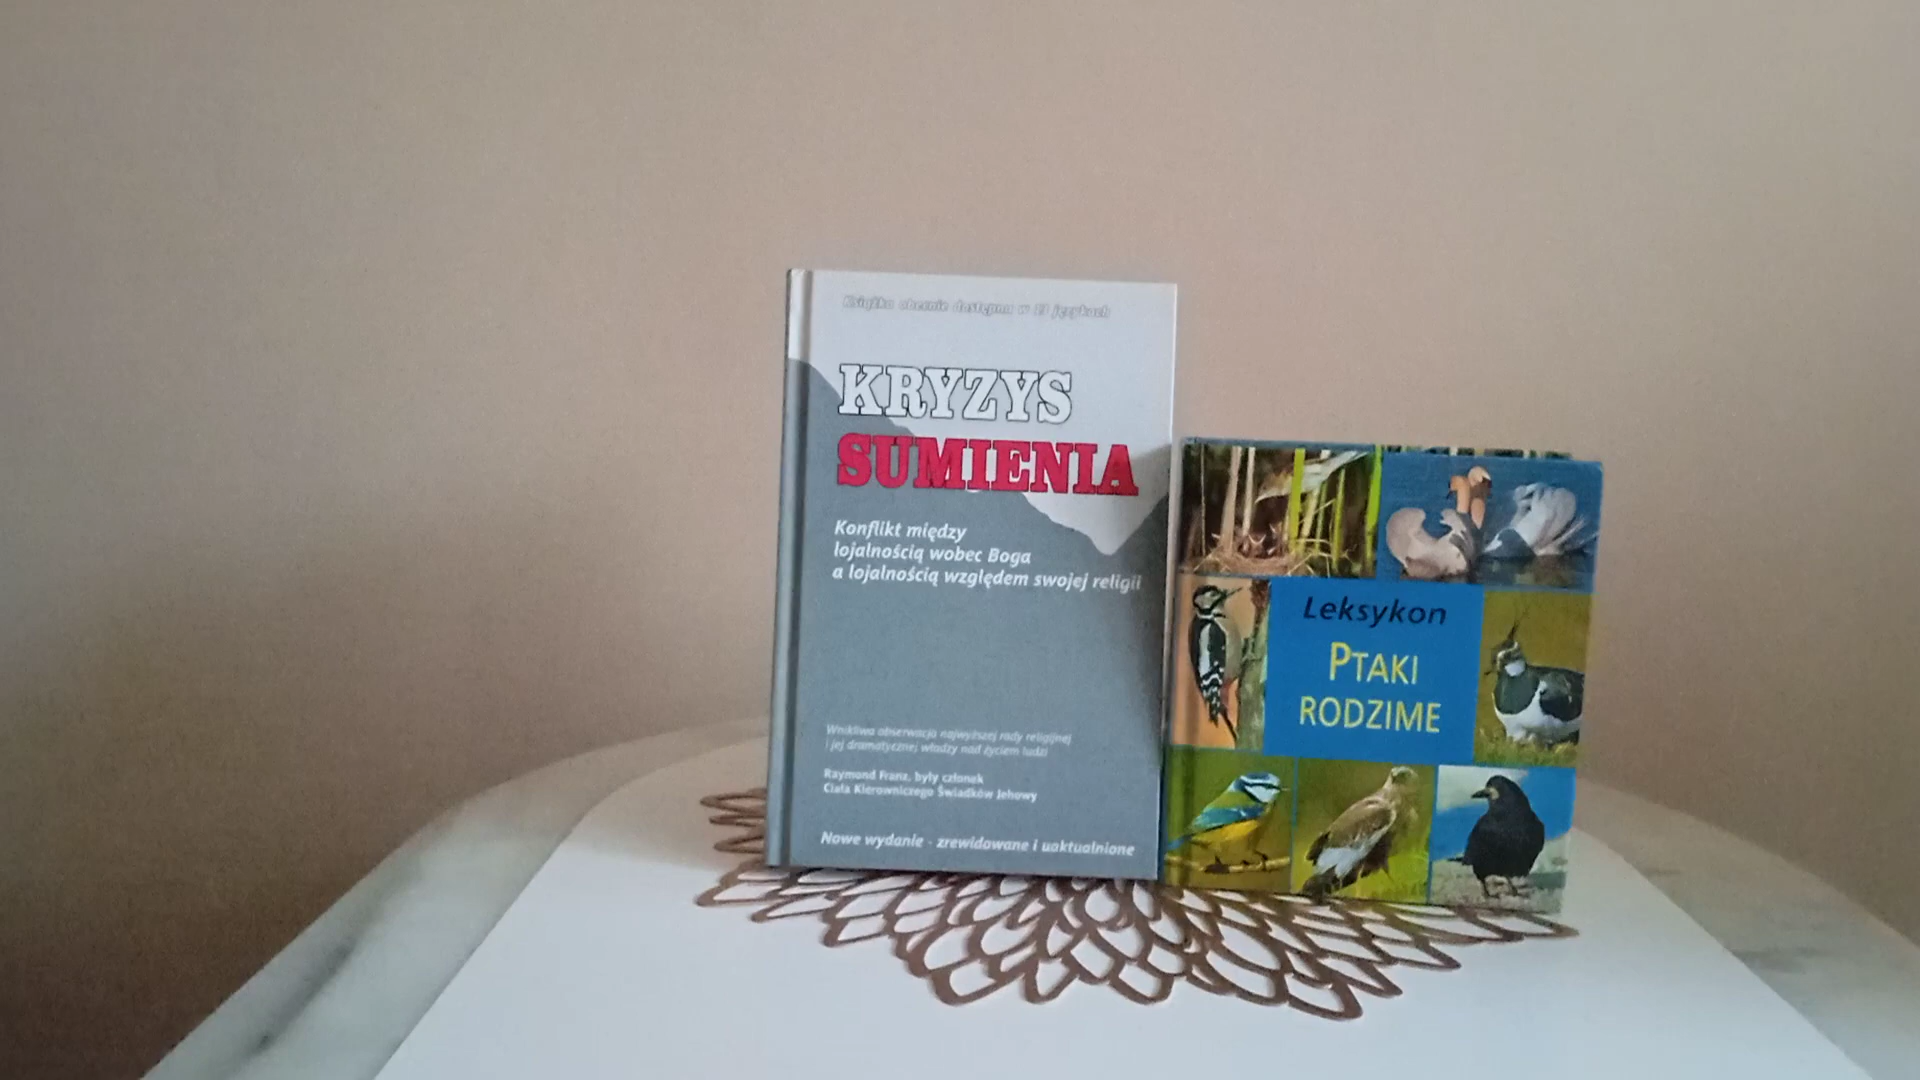 Książka obecnie dostępna w 13 językach
KRYZYS
SUMIENIA
Konflikt między
lojalnością wobec Boga
a lojalnością względem swojej religii
Wnikliwa obserwacja najwyższej rady religijnej
i jej dramatycznej władzy nad życiem ludzi
Raymond Franz, były członek
Ciała Kierowniczego Świadków Jehowy
Nowe wydanie - zrewidowane i uaktualnione
Leksykon
PTAKI
RODZIME